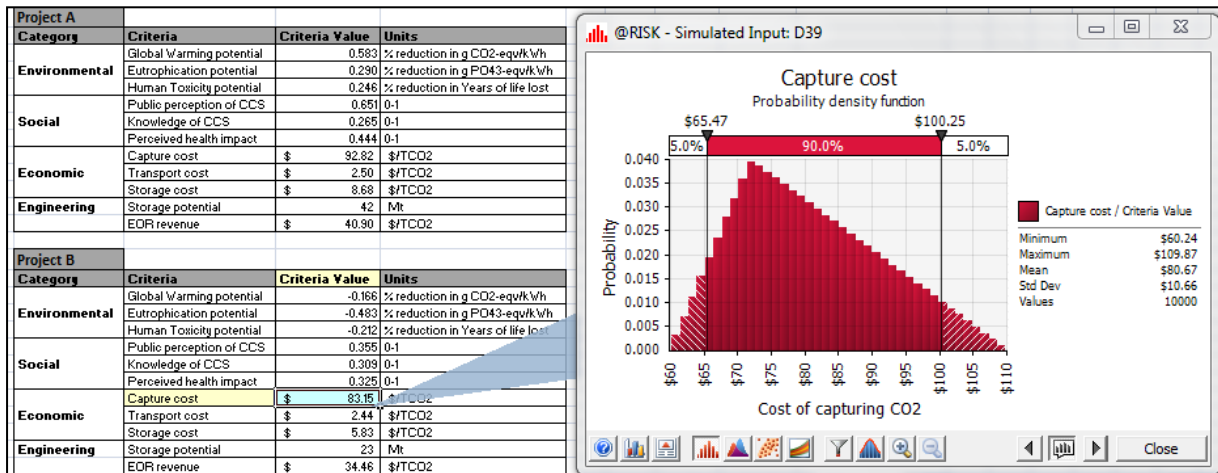 Project A
Category Criteria Criteria Value Units
Environmental
Global Warming potential 0.583 % reduction in g CO2-eqv/kWh
Eutrophication potential 0.290 % reduction in g PO43-eqv/kWh
Human Toxicity potential 0.246 % reduction in Years of life lost
Social
Public perception of CCS 0.651 0-1
Knowledge of CCS 0.265 0-1
Perceived health impact 0.444 0-1
Economic
Capture cost $ 92.82 $/TCO2
Transport cost $ 2.50 $/TCO2
Storage cost $ 8.68 $/TCO2
Engineering Storage potential 42 Mt
EOR revenue $ 40.90 $/TCO2
Project B
Category Criteria Criteria Value Units
Environmental
Global Warming potential -0.166 % reduction in g CO2-eqv/kWh
Eutrophication potential -0.483 % reduction in g PO43-eqv/kWh
Human Toxicity potential -0.212 % reduction in Years of life lost
Social
Public perception of CCS 0.355 0-1
Knowledge of CCS 0.309 0-1
Perceived health impact 0.325 0-1
Economic
Capture cost $ 83.15 $/TCO2
Transport cost $ 2.44 $/TCO2
Storage cost $ 5.83 $/TCO2
Engineering Storage potential 23 Mt
EOR revenue $ 34.46 $/TCO2
@RISK - Simulated Input: D39
Capture cost
Probability density function
$65.47 $100.25
5.0% 90.0% 5.0%
0.040
0.035
0.030
0.025
0.020
0.015
0.010
0.005
0.000
Probability
$60 $65 $70 $75 $80 $85 $90 $95 $100 $105 $110
Cost of capturing CO2
Capture cost / Criteria Value
Minimum $60.24
Maximum $109.87
Mean $80.67
Std Dev $10.66
Values 10000
Close